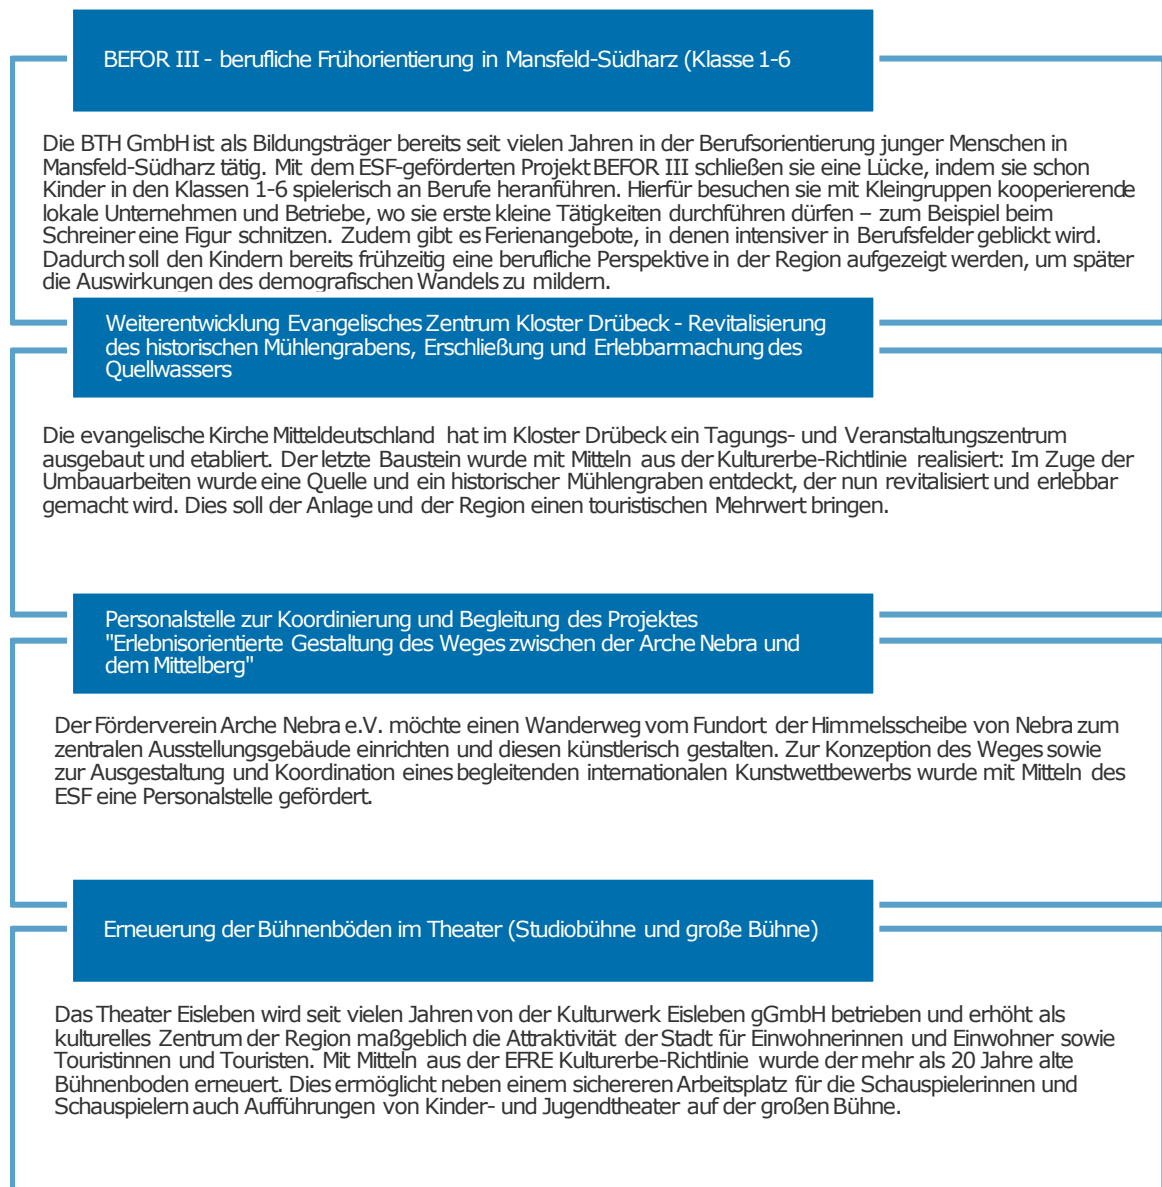 BEFOR III - berufliche Frühorientierung in Mansfeld-Südharz (Klasse 1-6
Die BTH GmbH ist als Bildungsträger bereits seit vielen Jahren in der Berufsorientierung junger Menschen in
Mansfeld-Südharz tätig. Mit dem ESF-geförderten Projekt BEFOR III schließen sie eine Lücke, indem sie schon
Kinder in den Klassen 1-6 spielerisch an Berufe heranführen. Hierfür besuchen sie mit Kleingruppen kooperierende
lokale Unternehmen und Betriebe, wo sie erste kleine Tätigkeiten durchführen dürfen – zum Beispiel beim
Schreiner eine Figur schnitzen. Zudem gibt es Ferienangebote, in denen intensiver in Berufsfelder geblickt wird.
Dadurch soll den Kindern bereits frühzeitig eine berufliche Perspektive in der Region aufgezeigt werden, um später
die Auswirkungen des demografischen Wandels zu mildern.
Weiterentwicklung Evangelisches Zentrum Kloster Drübeck - Revitalisierung
des historischen Mühlengrabens, Erschließung und Erlebbarmachung des
Quellwassers
Die evangelische Kirche Mitteldeutschland hat im Kloster Drübeck ein Tagungs- und Veranstaltungszentrum
ausgebaut und etabliert. Der letzte Baustein wurde mit Mitteln aus der Kulturerbe-Richtlinie realisiert: Im Zuge der
Umbauarbeiten wurde eine Quelle und ein historischer Mühlengraben entdeckt, der nun revitalisiert und erlebbar
gemacht wird. Dies soll der Anlage und der Region einen touristischen Mehrwert bringen.
Personalstelle zur Koordinierung und Begleitung des Projektes
"Erlebnisorientierte Gestaltung des Weges zwischen der Arche Nebra und
dem Mittelberg"
Der Förderverein Arche Nebra e.V. möchte einen Wanderweg vom Fundort der Himmelsscheibe von Nebra zum
zentralen Ausstellungsgebäude einrichten und diesen künstlerisch gestalten. Zur Konzeption des Weges sowie
zur Ausgestaltung und Koordination eines begleitenden internationalen Kunstwettbewerbs wurde mit Mitteln des
ESF eine Personalstelle gefördert.
Erneuerung der Bühnenböden im Theater (Studiobühne und große Bühne)
Das Theater Eisleben wird seit vielen Jahren von der Kulturwerk Eisleben gGmbH betrieben und erhöht als
kulturelles Zentrum der Region maßgeblich die Attraktivität der Stadt für Einwohnerinnen und Einwohner sowie
Touristinnen und Touristen. Mit Mitteln aus der EFRE Kulturerbe-Richtlinie wurde der mehr als 20 Jahre alte
Bühnenboden erneuert. Dies ermöglicht neben einem sichereren Arbeitsplatz für die Schauspielerinnen und
Schauspielern auch Aufführungen von Kinder- und Jugendtheater auf der großen Bühne.